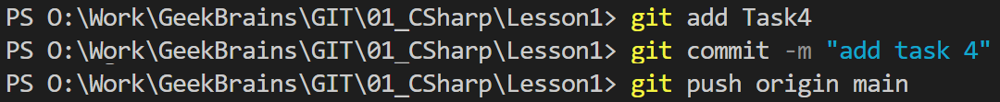 PS O:\Work\GeekBrains\GIT\01_CSharp\Lesson1> git add Task4
PS O:\Work\GeekBrains\GIT\01_CSharp\Lesson1> git commit -m "add task 4"
PS O:\Work\GeekBrains\GIT\01_CSharp\Lesson1> git push origin main